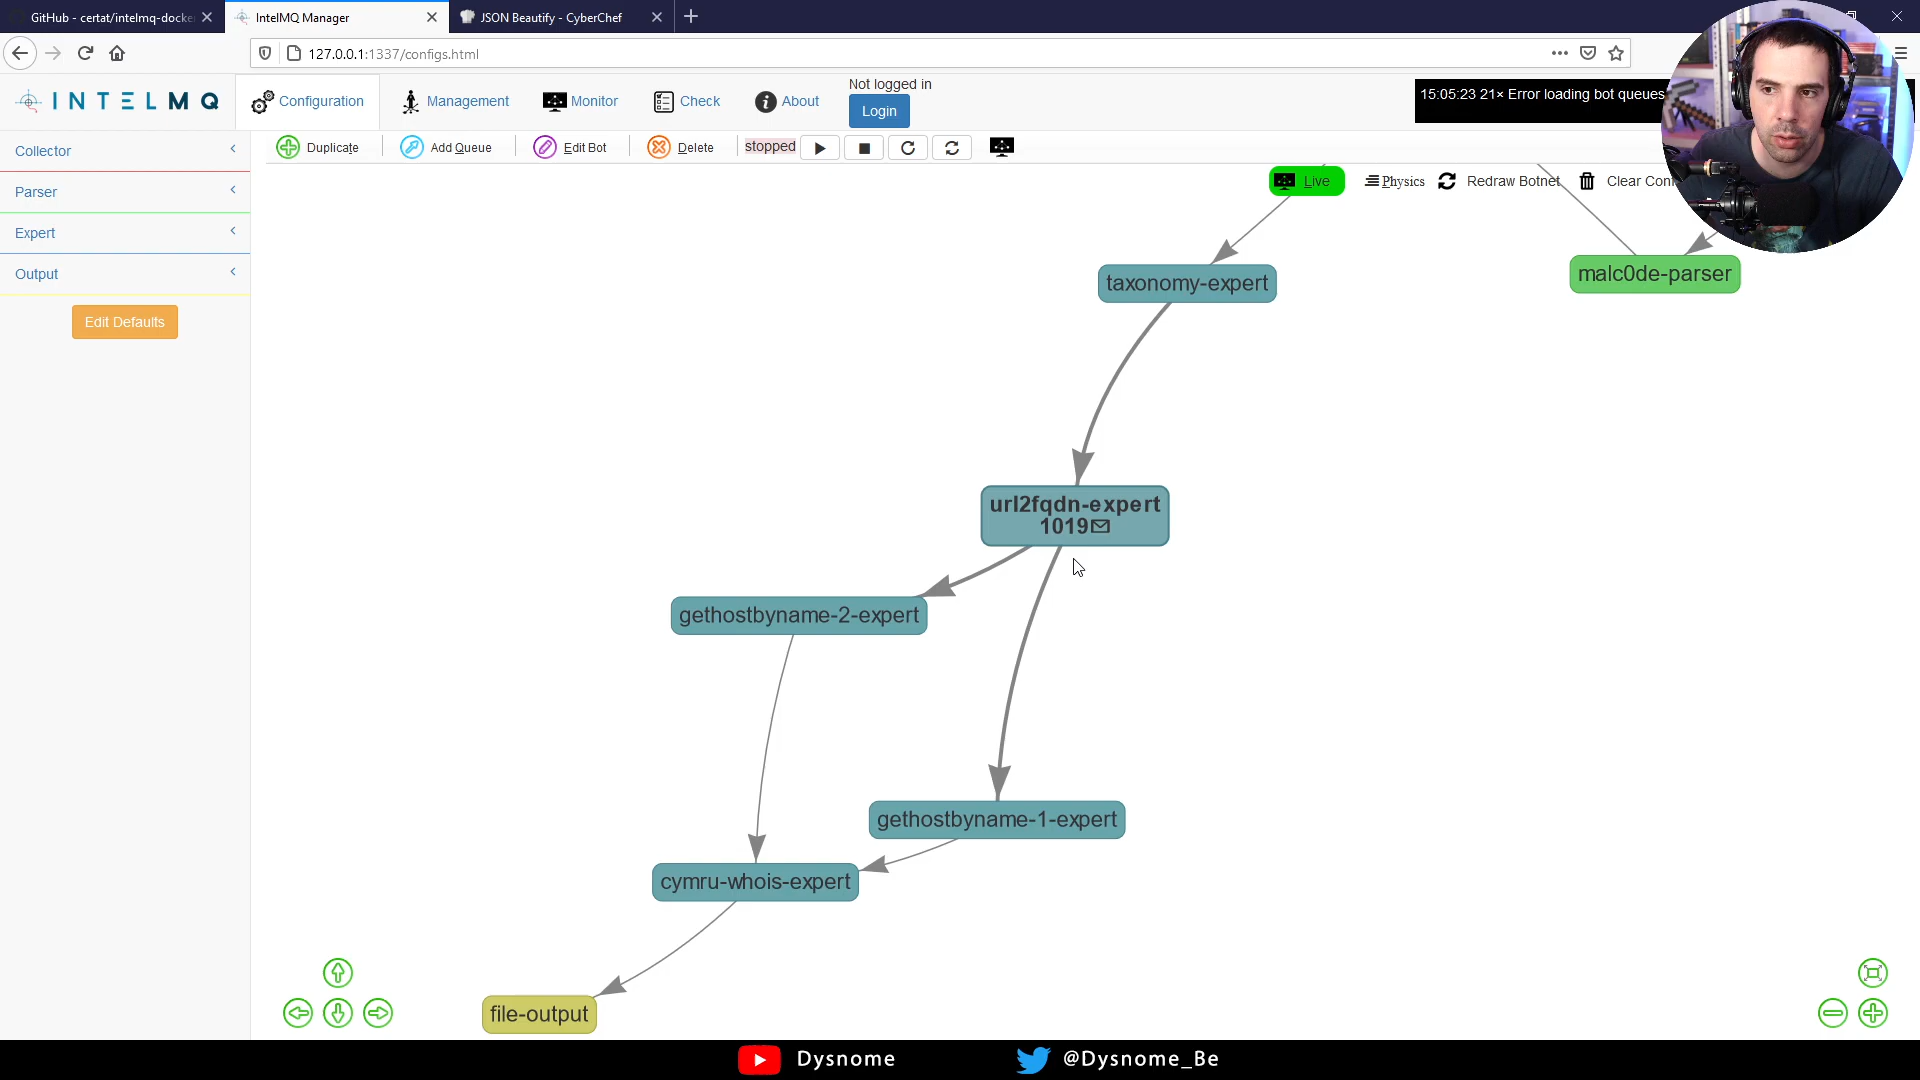 GitHub - certat/intelmq-docke
IntelMQ Manager
JSON Beautify - CyberChef
127.0.0.1:1337/configs.html
INTELMQ
Configuration
Management
Monitor
Check
About
Not logged in
Login
15:05:23 21× Error loading bot queues
Collector
Parser
Expert
Output
Edit Defaults
Duplicate
Add Queue
Edit Bot
Delete
stopped
Live
Physics
Redraw Botnet
Clear Con
taxonomy-expert
malc0de-parser
url2fqdn-expert
1019
gethostbyname-2-expert
gethostbyname-1-expert
cymru-whois-expert
file-output
Dysnome
@Dysnome_Be